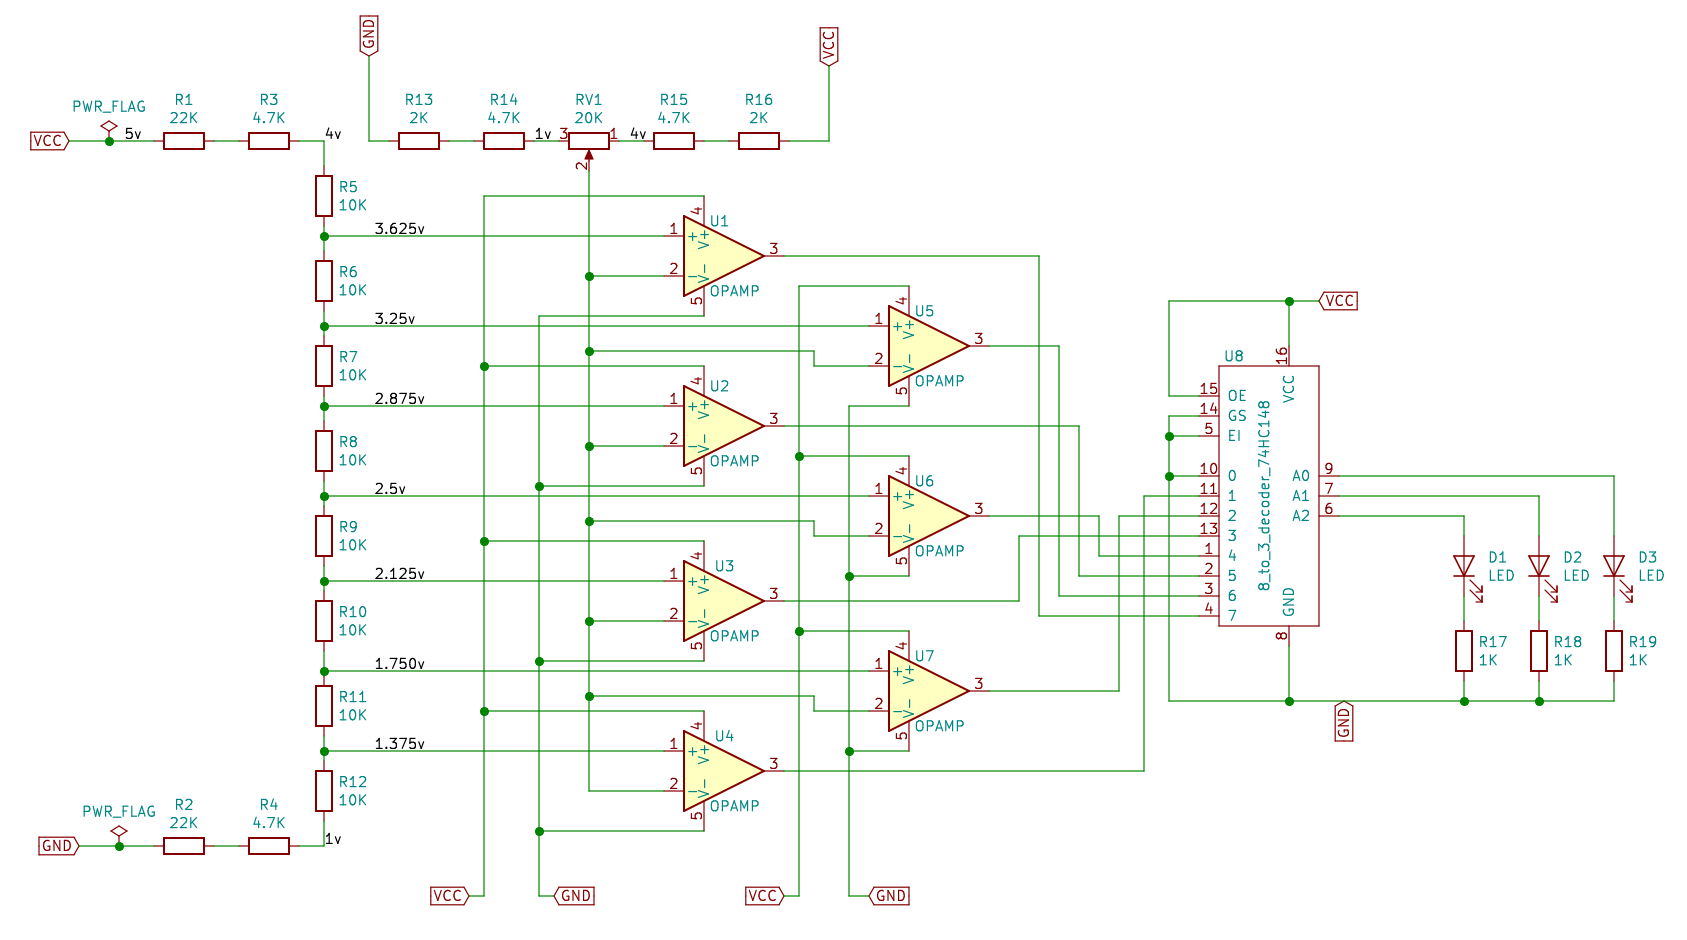 GND
VCC
PWR_FLAG
VCC
5v
R1
22K
R3
4.7K
4v
R13
2K
R14
4.7K
1v
3
RV1
20K
1
2
4v
R15
4.7K
R16
2K
R5
10K
3.625v
R6
10K
3.25v
R7
10K
2.875v
R8
10K
2.5v
R9
10K
2.125v
R10
10K
1.750v
R11
10K
1.375v
R12
10K
1v
PWR_FLAG
GND
R2
22K
R4
4.7K
1
2
4
5
3
+
−
V+
V-
U1
OPAMP
1
2
4
5
3
+
−
V+
V-
U5
OPAMP
1
2
4
5
3
+
−
V+
V-
U2
OPAMP
1
2
4
5
3
+
−
V+
V-
U6
OPAMP
1
2
4
5
3
+
−
V+
V-
U3
OPAMP
1
2
4
5
3
+
−
V+
V-
U7
OPAMP
1
2
4
5
3
+
−
V+
V-
U4
OPAMP
VCC
GND
VCC
GND
VCC
U8
16
VCC
8_to_3_decoder_74HC148
15 OE
14 GS
5 EI
10 0
11 1
12 2
13 3
1 4
2 5
3 6
4 7
A0 9
A1 7
A2 6
GND
8
GND
D1
LED
D2
LED
D3
LED
R17
1K
R18
1K
R19
1K